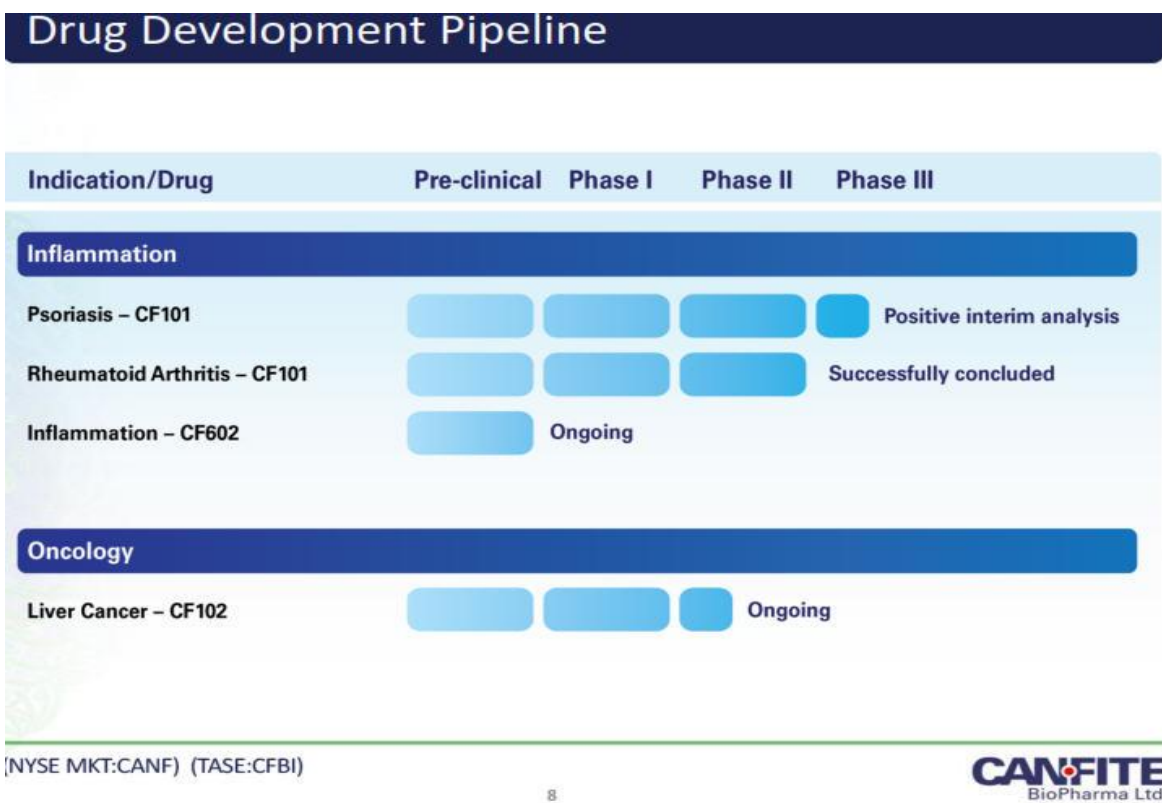 Drug Development Pipeline
Indication/Drug Pre-clinical Phase I Phase II Phase III
Inflammation
Psoriasis – CF101 Positive interim analysis
Rheumatoid Arthritis – CF101 Successfully concluded
Inflammation – CF602 Ongoing
Oncology
Liver Cancer – CF102 Ongoing
(NYSE MKT:CANF) (TASE:CFBI)
CANFITE
BioPharma Ltd
8